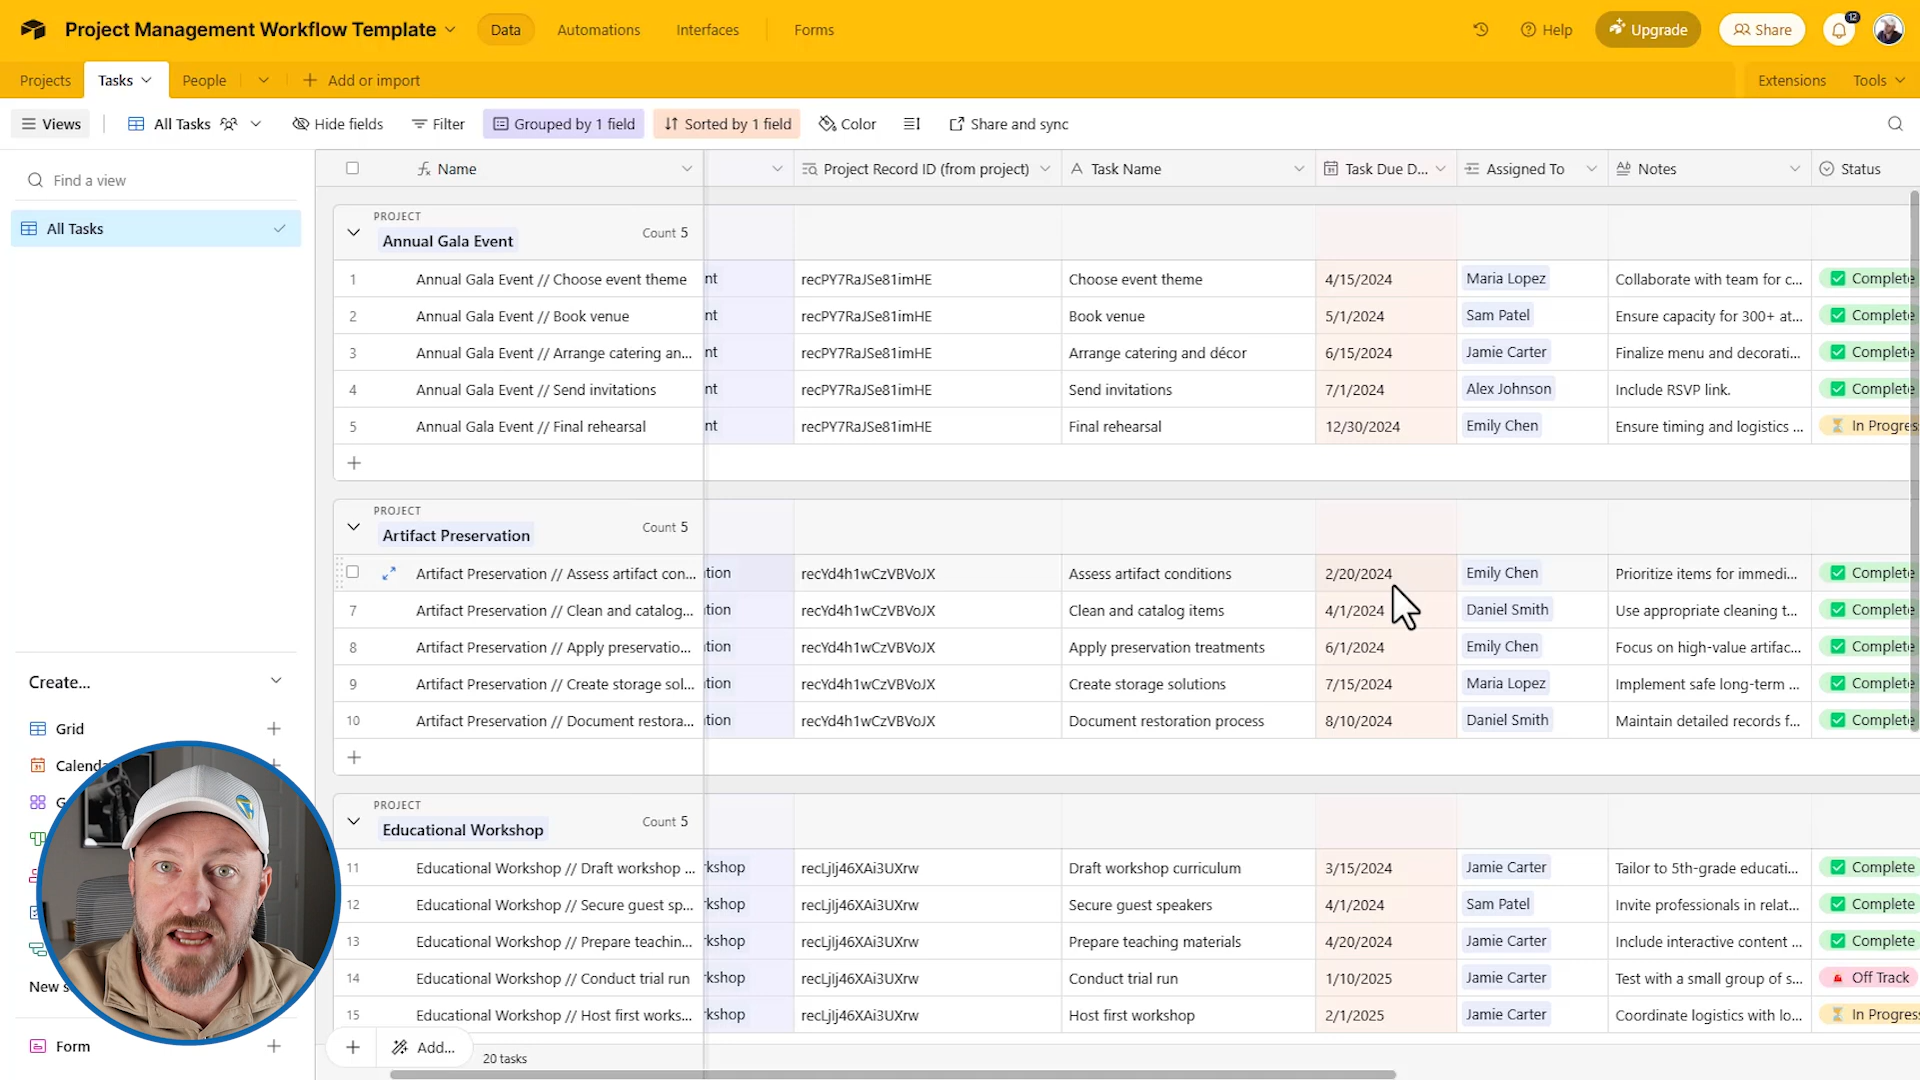 Project Management Workflow Template
Data
Automations
Interfaces
Forms
Help
Upgrade
Share
12
Projects
Tasks
People
Add or import
Extensions
Tools
Views
All Tasks
Hide fields
Filter
Grouped by 1 field
Sorted by 1 field
Color
Share and sync
Find a view
All Tasks
Name
Project Record ID (from project)
Task Name
Task Due D...
Assigned To
Notes
Status
PROJECT
Annual Gala Event
Count 5
1 Annual Gala Event // Choose event theme nt recPY7RaJSe81imHE Choose event theme 4/15/2024 Maria Lopez Collaborate with team for c... Complete
2 Annual Gala Event // Book venue nt recPY7RaJSe81imHE Book venue 5/1/2024 Sam Patel Ensure capacity for 300+ at... Complete
3 Annual Gala Event // Arrange catering an... nt recPY7RaJSe81imHE Arrange catering and décor 6/15/2024 Jamie Carter Finalize menu and decorati... Complete
4 Annual Gala Event // Send invitations nt recPY7RaJSe81imHE Send invitations 7/1/2024 Alex Johnson Include RSVP link. Complete
5 Annual Gala Event // Final rehearsal nt recPY7RaJSe81imHE Final rehearsal 12/30/2024 Emily Chen Ensure timing and logistics ... In Progres
PROJECT
Artifact Preservation
Count 5
Artifact Preservation // Assess artifact con... tion recYd4h1wCzVBVoJX Assess artifact conditions 2/20/2024 Emily Chen Prioritize items for immedi... Complete
7 Artifact Preservation // Clean and catalog... tion recYd4h1wCzVBVoJX Clean and catalog items 4/1/2024 Daniel Smith Use appropriate cleaning t... Complete
8 Artifact Preservation // Apply preservatio... tion recYd4h1wCzVBVoJX Apply preservation treatments 6/1/2024 Emily Chen Focus on high-value artifac... Complete
9 Artifact Preservation // Create storage sol... tion recYd4h1wCzVBVoJX Create storage solutions 7/15/2024 Maria Lopez Implement safe long-term ... Complete
10 Artifact Preservation // Document restora... tion recYd4h1wCzVBVoJX Document restoration process 8/10/2024 Daniel Smith Maintain detailed records f... Complete
PROJECT
Educational Workshop
Count 5
11 Educational Workshop // Draft workshop ... kshop recLjIj46XAi3UXrw Draft workshop curriculum 3/15/2024 Jamie Carter Tailor to 5th-grade educati... Complete
12 Educational Workshop // Secure guest sp... kshop recLjIj46XAi3UXrw Secure guest speakers 4/1/2024 Sam Patel Invite professionals in relat... Complete
13 Educational Workshop // Prepare teachin... kshop recLjIj46XAi3UXrw Prepare teaching materials 4/20/2024 Jamie Carter Include interactive content ... Complete
14 Educational Workshop // Conduct trial run kshop recLjIj46XAi3UXrw Conduct trial run 1/10/2025 Jamie Carter Test with a small group of s... Off Track
15 Educational Workshop // Host first works... kshop recLjIj46XAi3UXrw Host first workshop 2/1/2025 Jamie Carter Coordinate logistics with lo... In Progress
Create...
Grid
Calenda
G
New s
Form
Add...
20 tasks